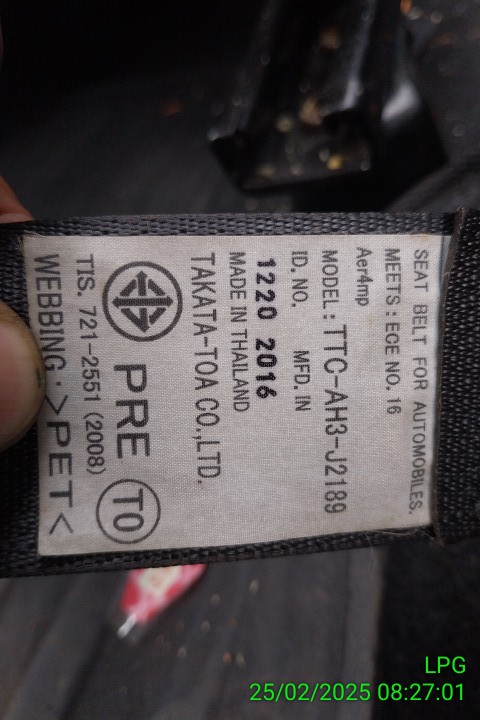 SEAT BELT FOR AUTOMOBILES.
MEETS : ECE NO. 16
Aer4mp
MODEL : TTC-AH3-J2189
ID. NO. MFD. IN
1220 2016
MADE IN THAILAND
TAKATA-TOA CO.,LTD.
PRE TO
TIS. 721-2551 (2008)
WEBBING : >PET<
LPG
25/02/2025 08:27:01